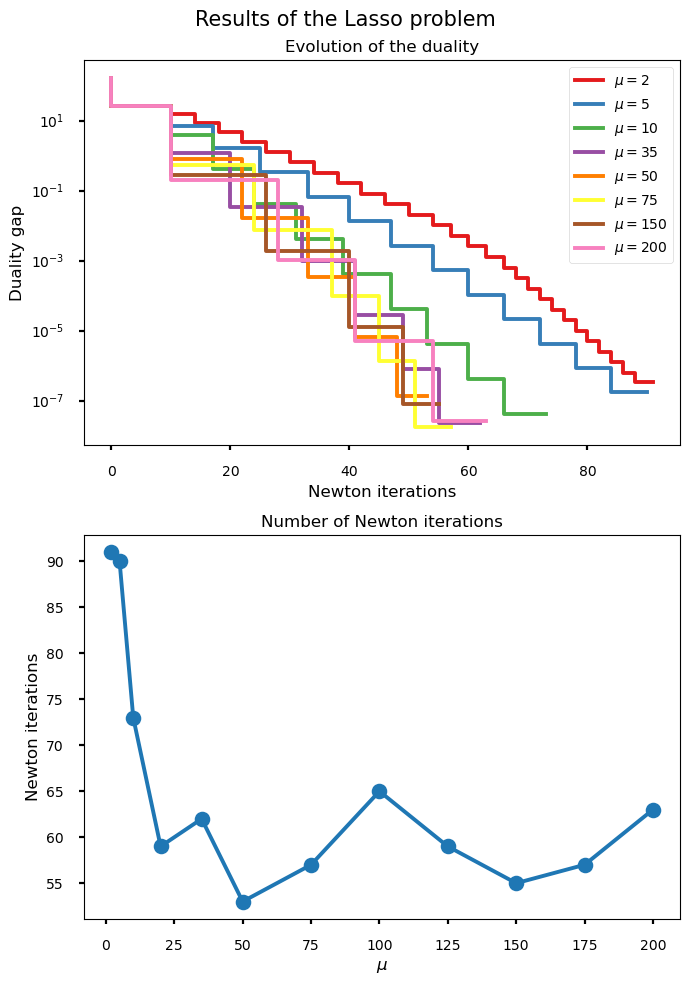 Results of the Lasso problem
Evolution of the duality
Duality gap
10¹
10⁻¹
10⁻³
10⁻⁵
10⁻⁷
μ = 2
μ = 5
μ = 10
μ = 35
μ = 50
μ = 75
μ = 150
μ = 200
0 20 40 60 80
Newton iterations
Number of Newton iterations
Newton iterations
90
85
80
75
70
65
60
55
0 25 50 75 100 125 150 175 200
μ